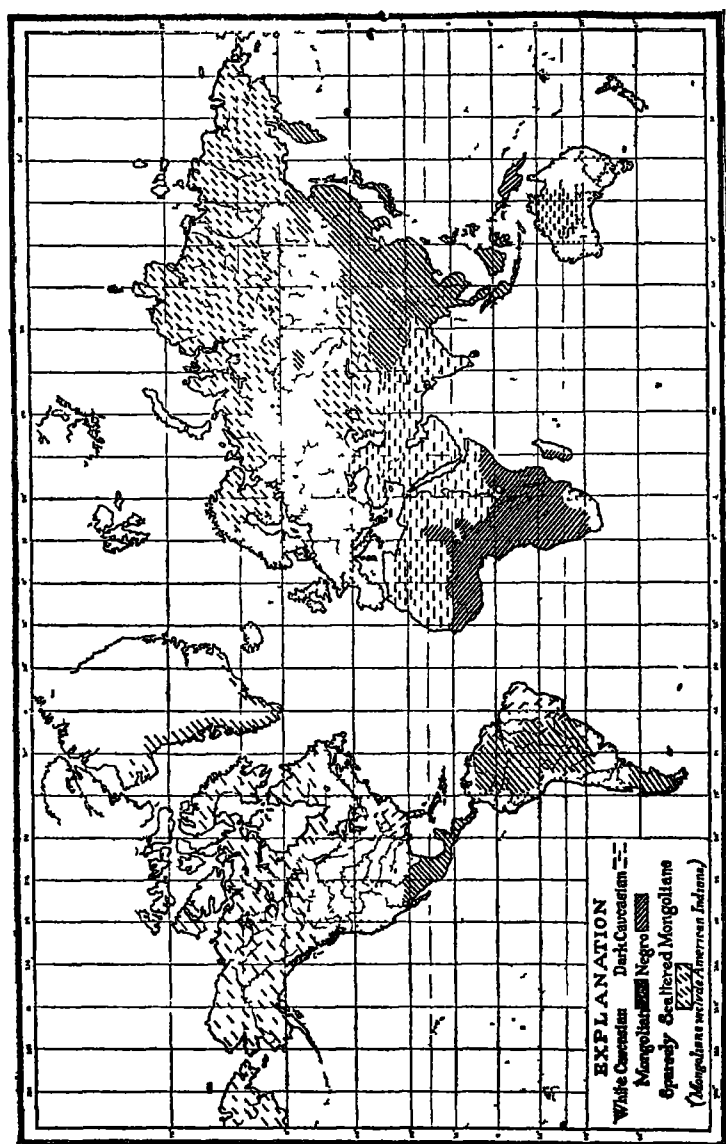 EXPLANATION
White Caucasian Dark Caucasian
Mongolian Negro
Sparsely Scattered Mongolians
(Mongolians include American Indians)